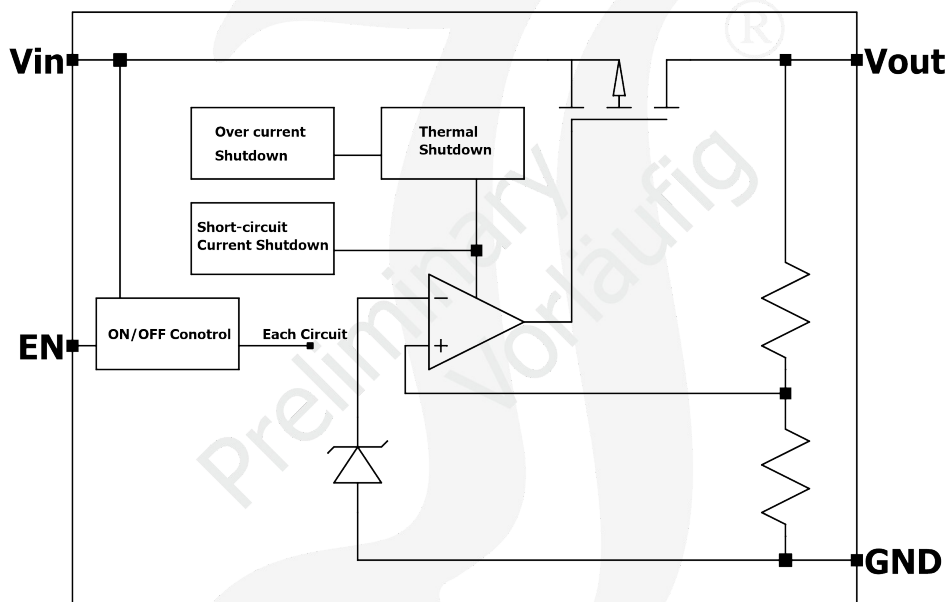 ®
Vin
Vout
Over current
Shutdown
Thermal
Shutdown
Short-circuit
Current Shutdown
−
+
ON/OFF Conotrol
Each Circuit
EN
GND
Preliminary
Vorläufig